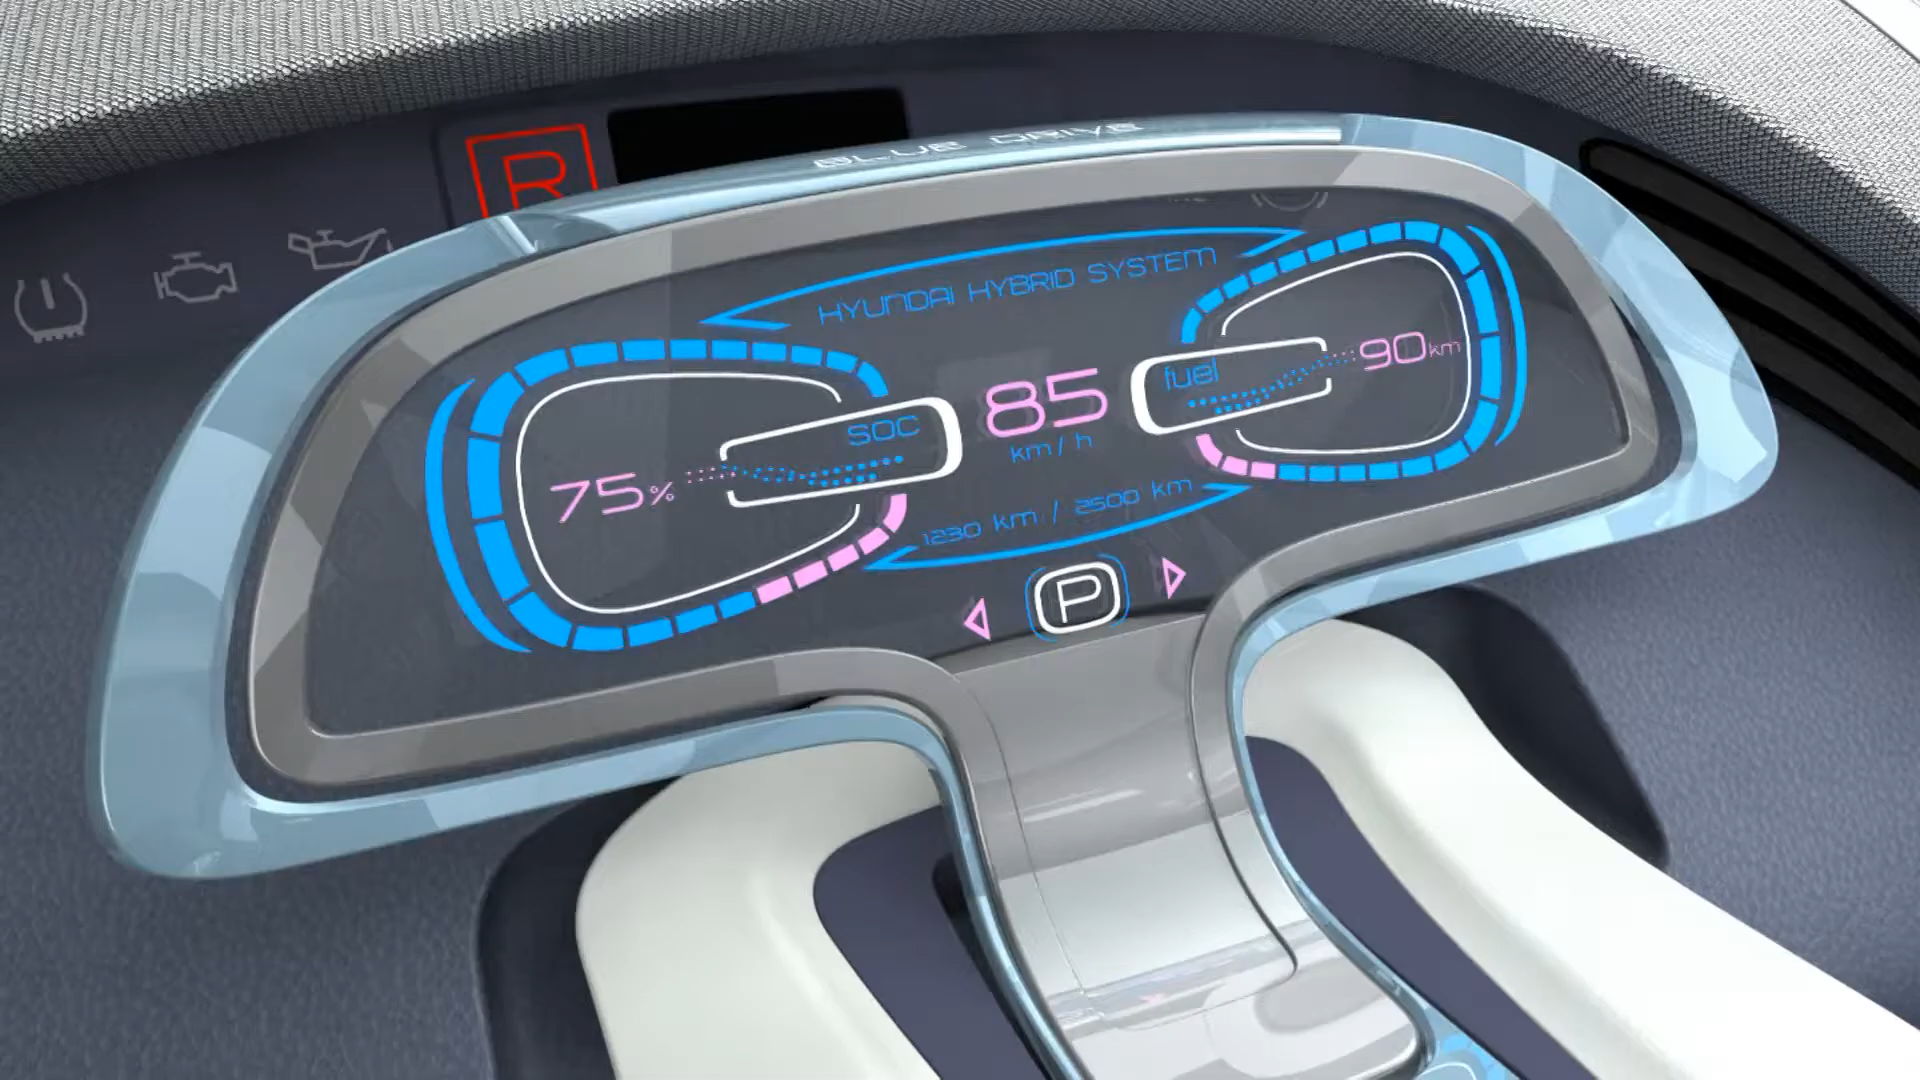 BLUE DRIVE
R
HYUNDAI HYBRID SYSTEM
fuel
90km
85
km/h
SOC
75%
1230 km / 2500 km
P